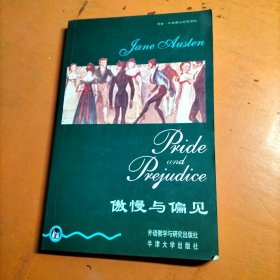 Jane Austen
Pride
and
Prejudice
傲慢与偏见
外语教学与研究出版社
牛津大学出版社